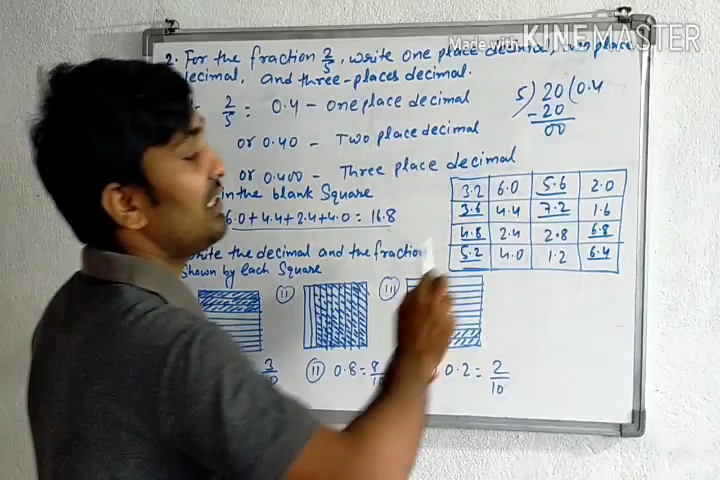 Made with KINEMASTER
2. For the fraction 2/5, write one place decimal, two place
decimal, and three-places decimal.
2/5 = 0.4 - one place decimal
5) 20 (0.4
-20
00
or 0.40 - Two place decimal
or 0.400 - Three place decimal
in the blank Square
6.0+4.4+2.4+4.0 = 16.8
3.2 6.0 5.6 2.0
3.6 4.4 7.2 1.6
4.8 2.4 2.8 6.8
5.2 4.0 1.2 6.4
the decimal and the fraction
shown by each Square
II III
3
II 0.8 = 8/10
0.2 = 2/10